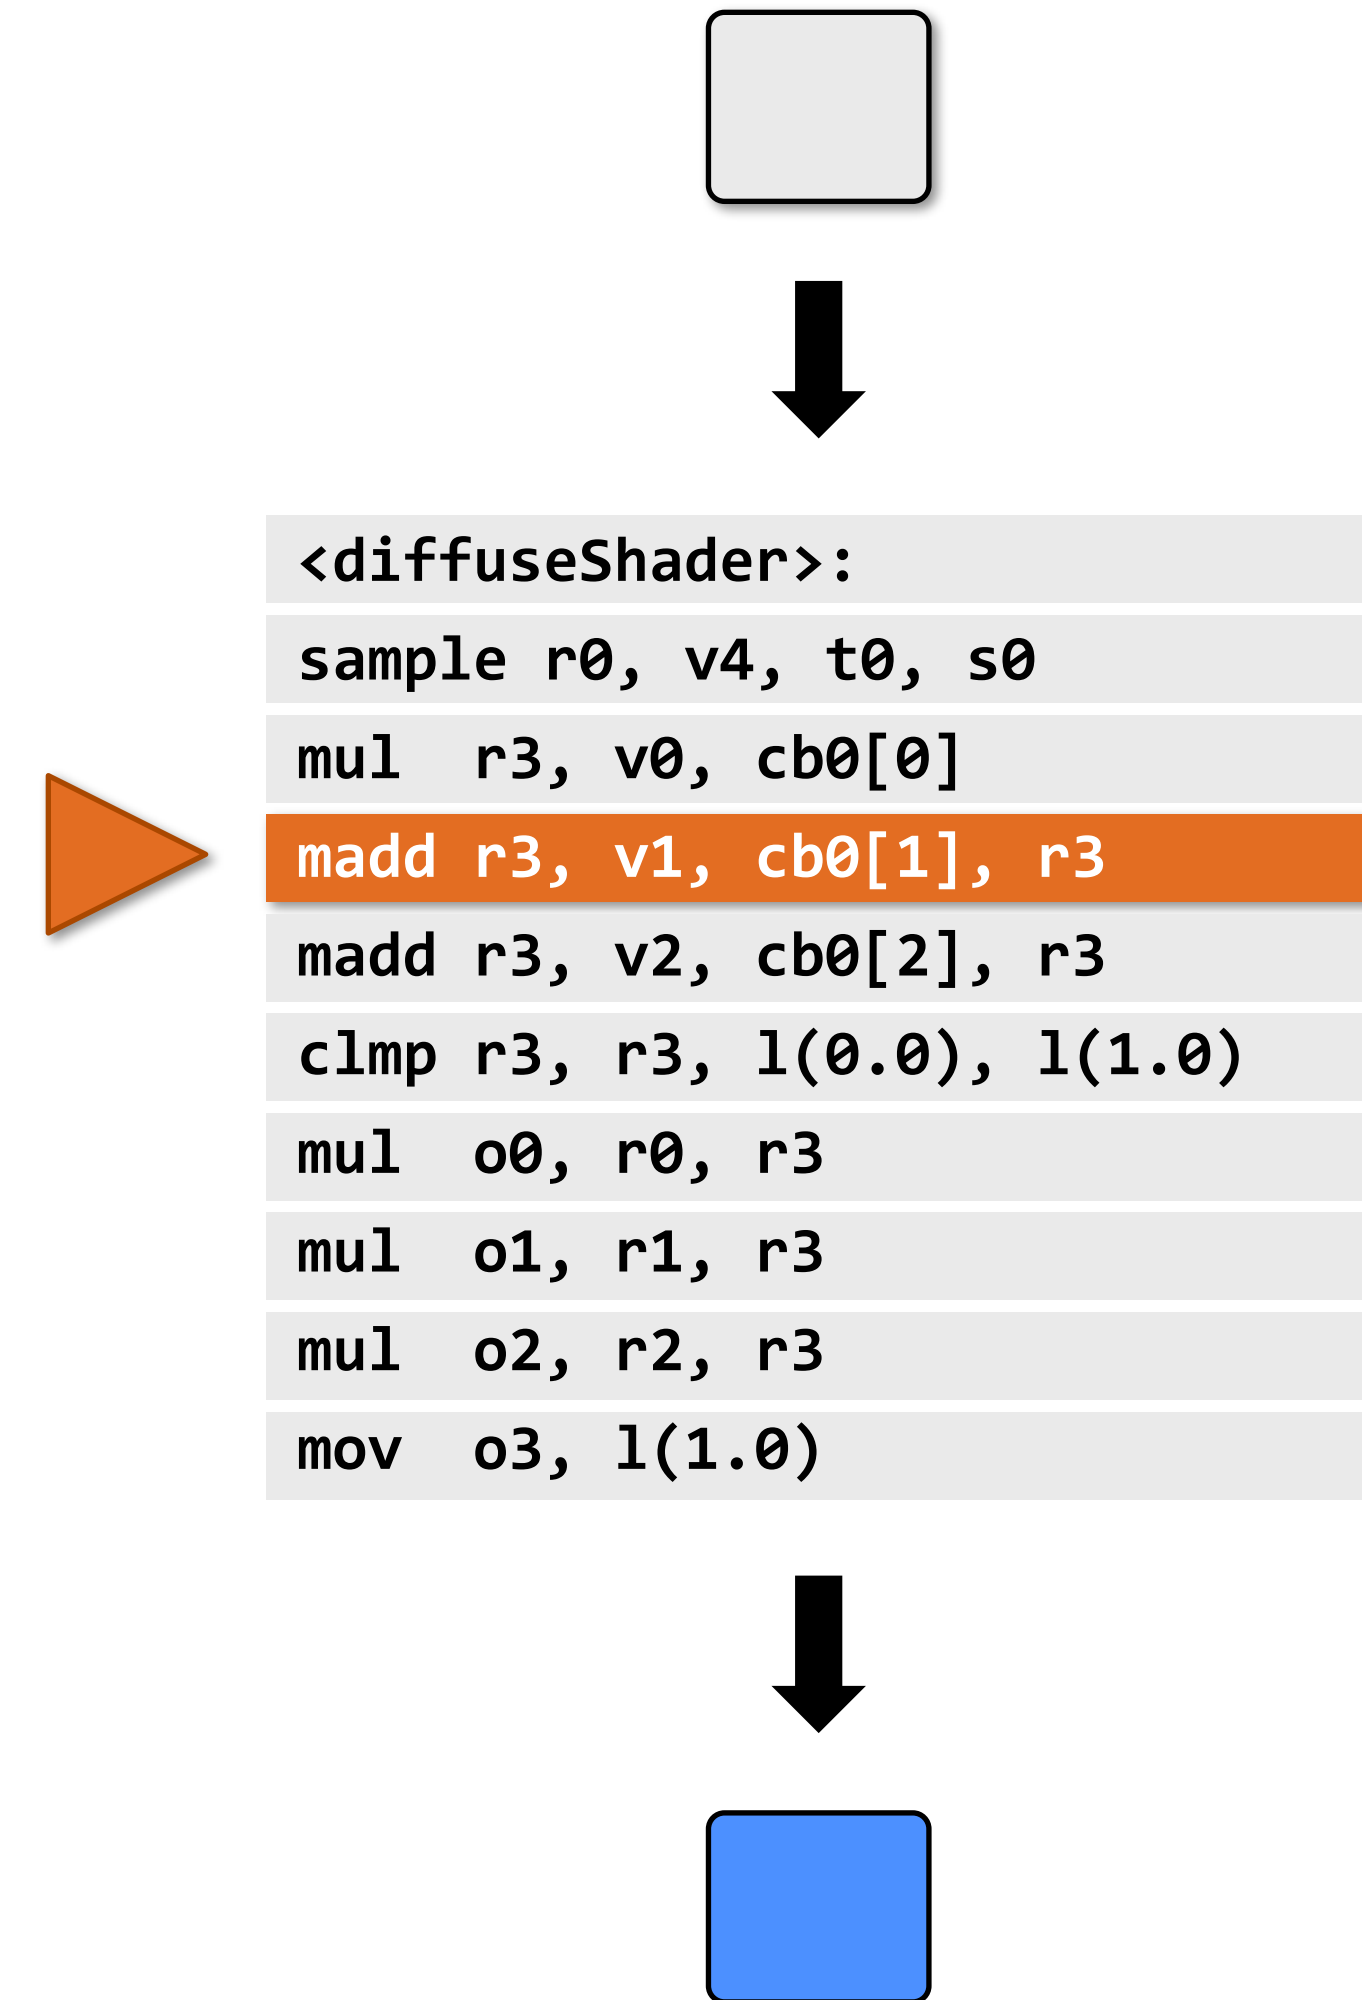 <diffuseShader>:
sample r0, v4, t0, s0
mul  r3, v0, cb0[0]
madd r3, v1, cb0[1], r3
madd r3, v2, cb0[2], r3
clmp r3, r3, l(0.0), l(1.0)
mul  o0, r0, r3
mul  o1, r1, r3
mul  o2, r2, r3
mov  o3, l(1.0)